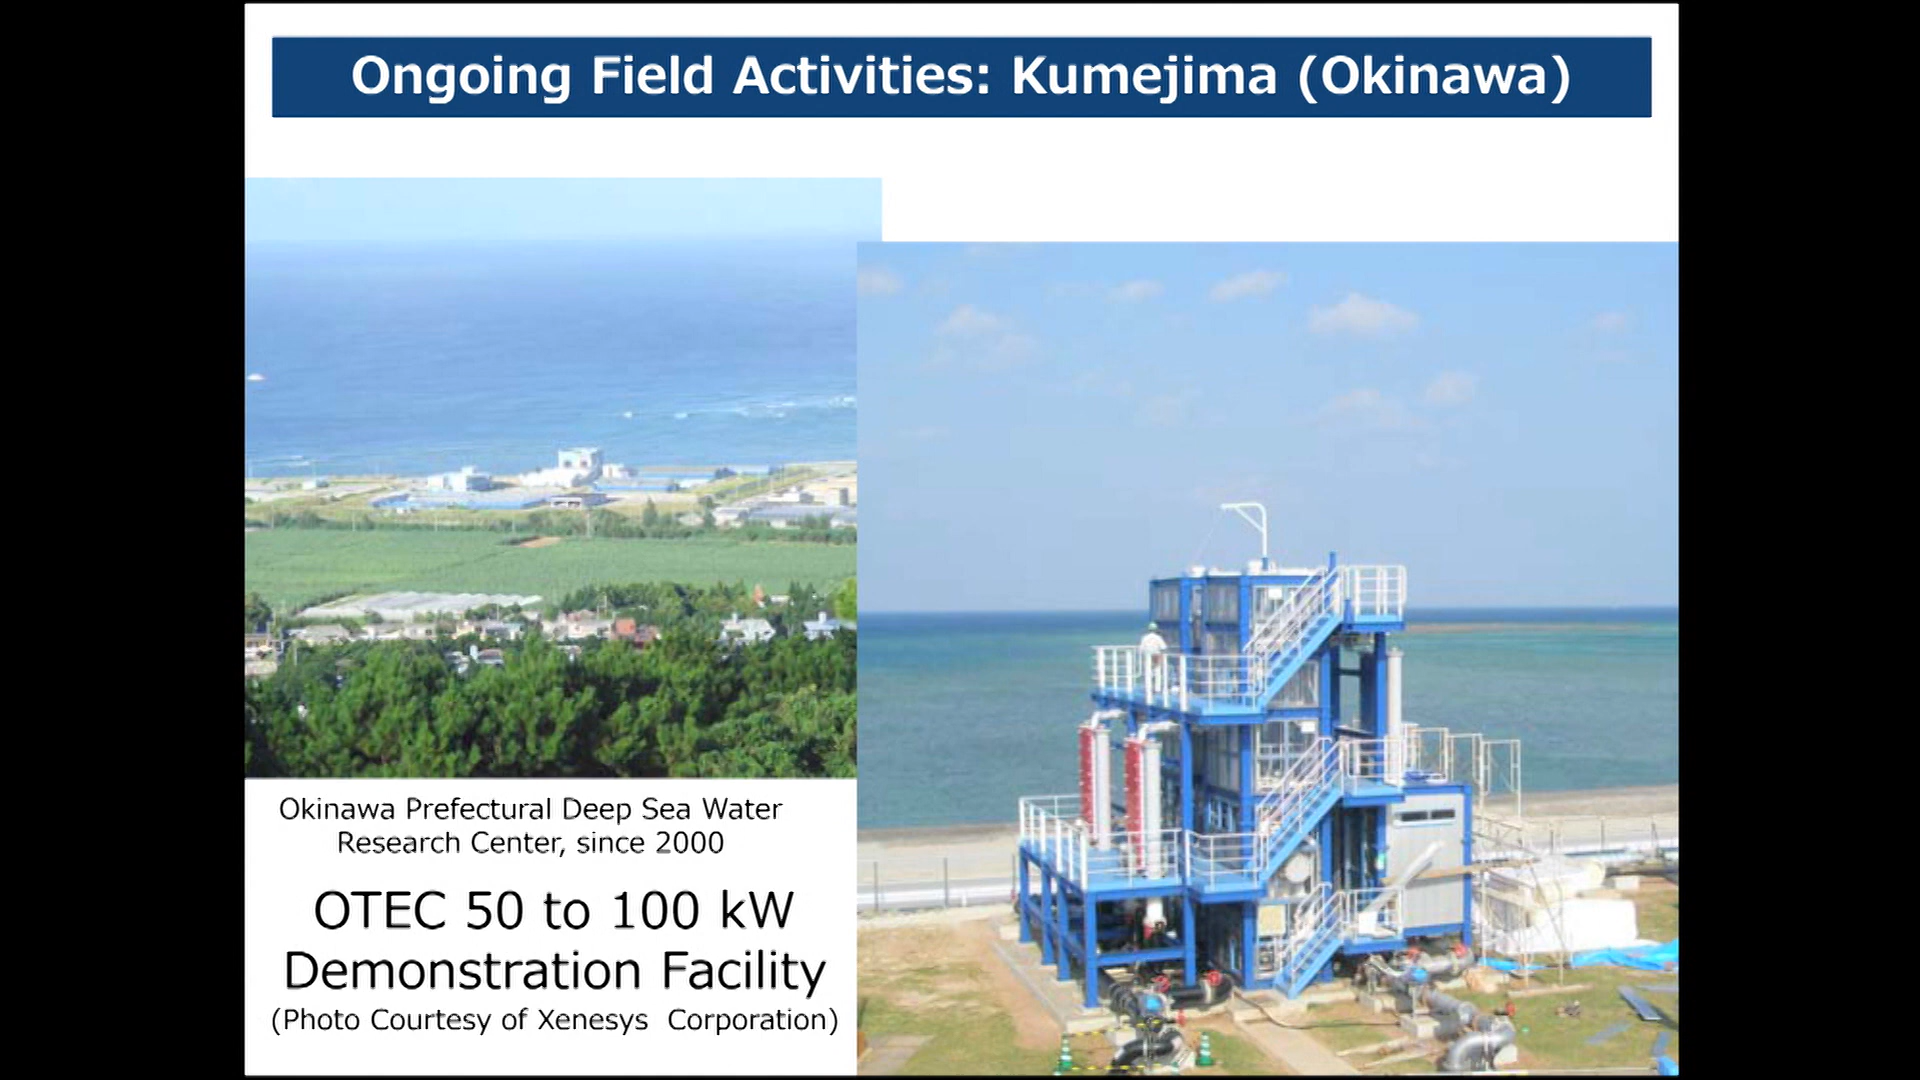 Ongoing Field Activities: Kumejima (Okinawa)
Okinawa Prefectural Deep Sea Water
Research Center, since 2000
OTEC 50 to 100 kW
Demonstration Facility
(Photo Courtesy of Xenesys Corporation)